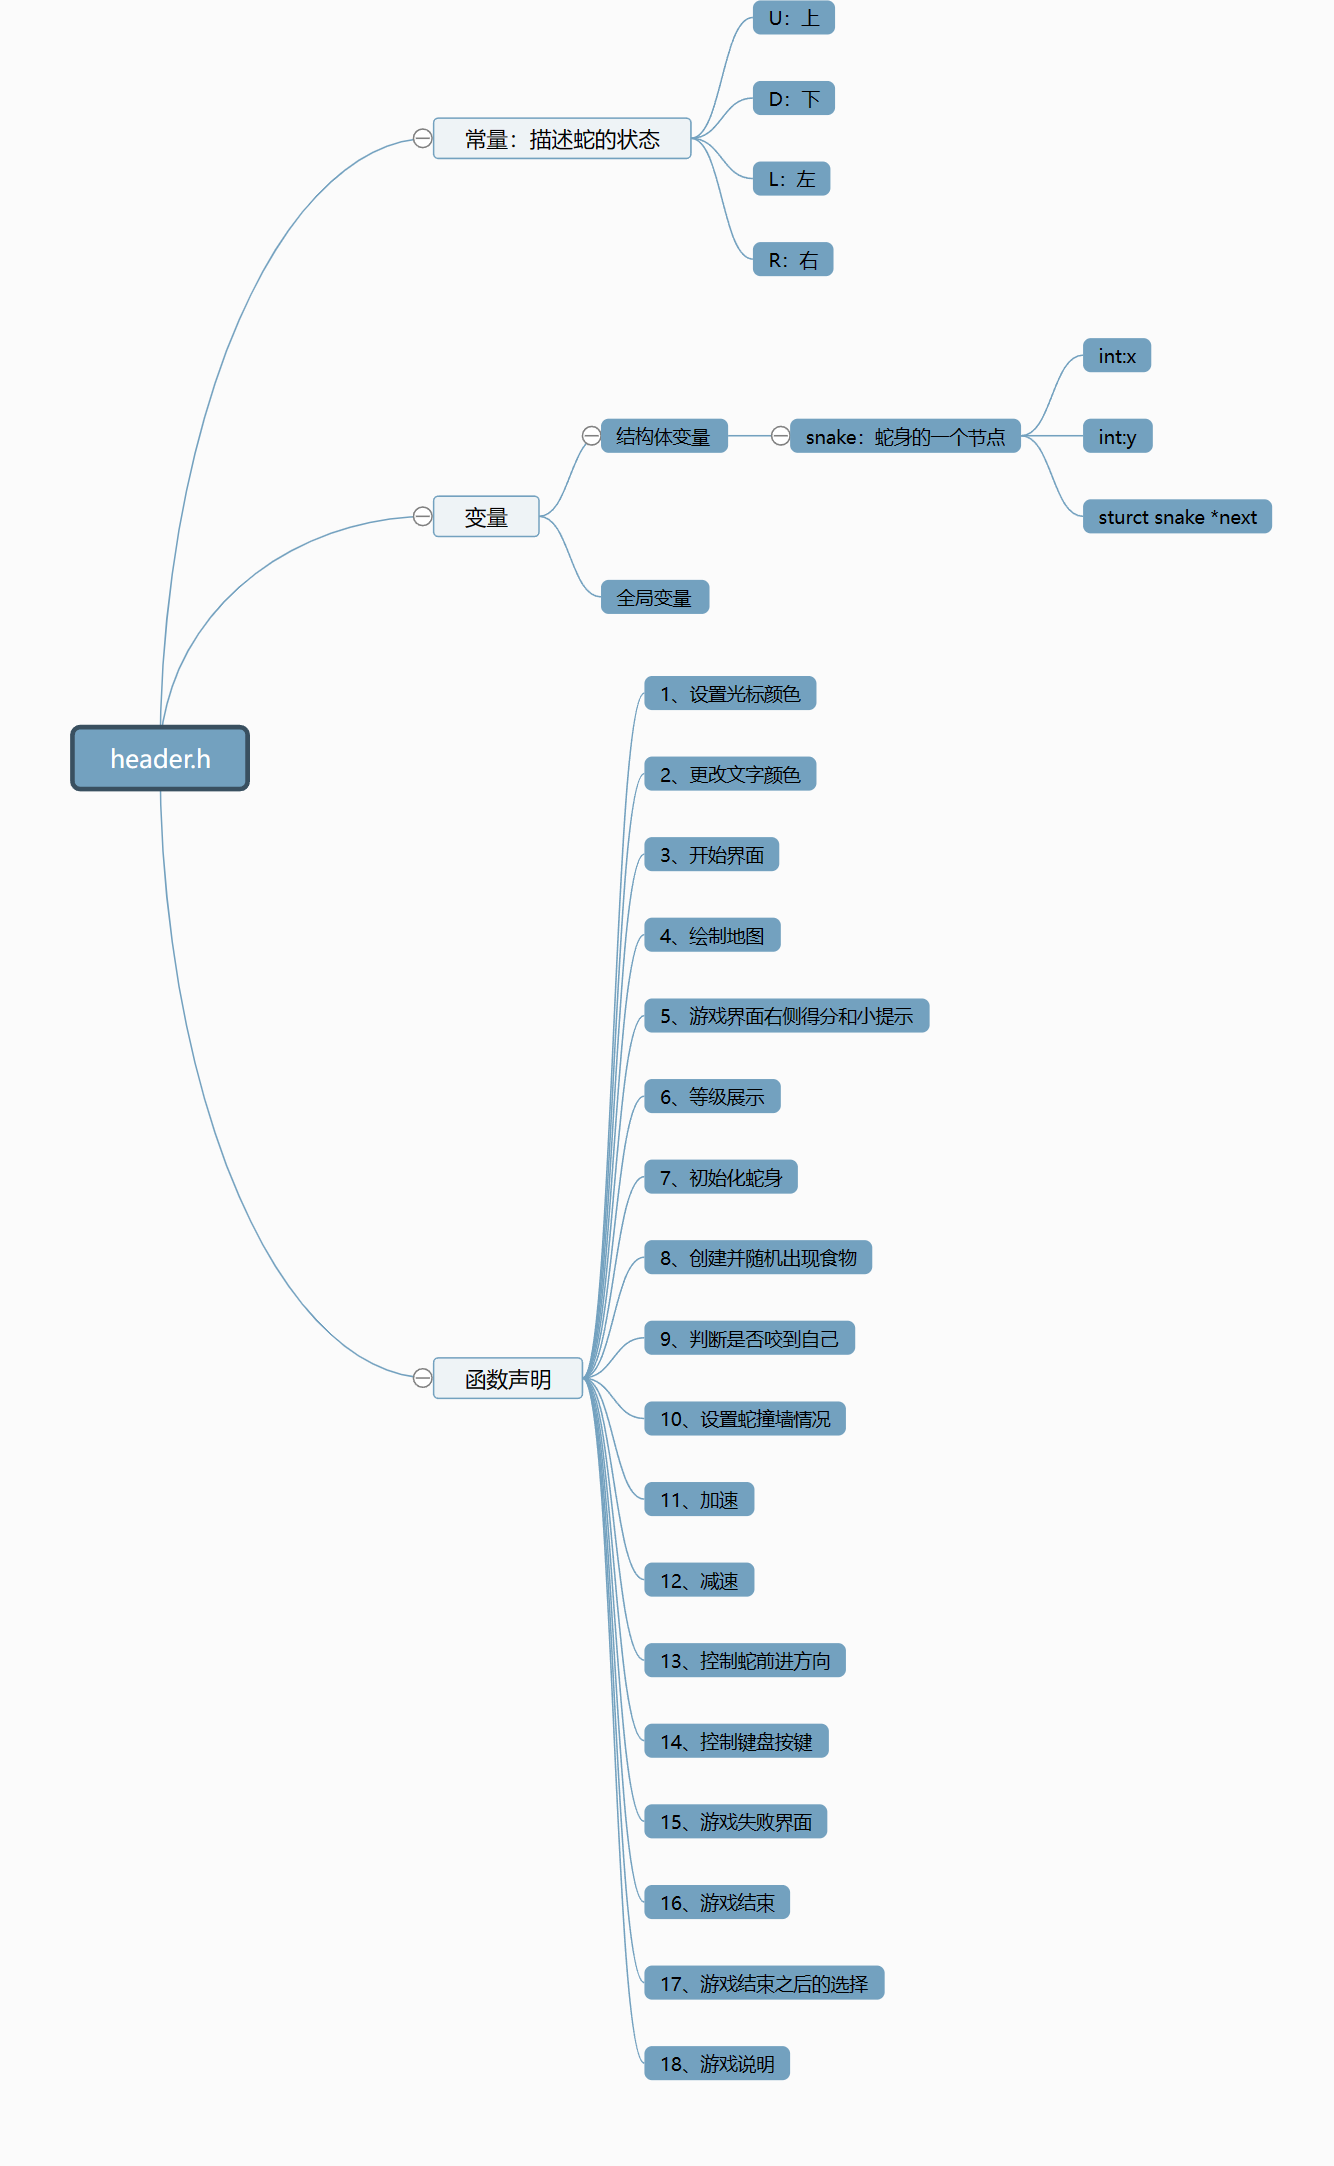 U：上
D：下
常量：描述蛇的状态
L：左
R：右
int:x
结构体变量
snake：蛇身的一个节点
int:y
变量
sturct snake *next
全局变量
header.h
1、设置光标颜色
2、更改文字颜色
3、开始界面
4、绘制地图
5、游戏界面右侧得分和小提示
6、等级展示
7、初始化蛇身
8、创建并随机出现食物
9、判断是否咬到自己
函数声明
10、设置蛇撞墙情况
11、加速
12、减速
13、控制蛇前进方向
14、控制键盘按键
15、游戏失败界面
16、游戏结束
17、游戏结束之后的选择
18、游戏说明